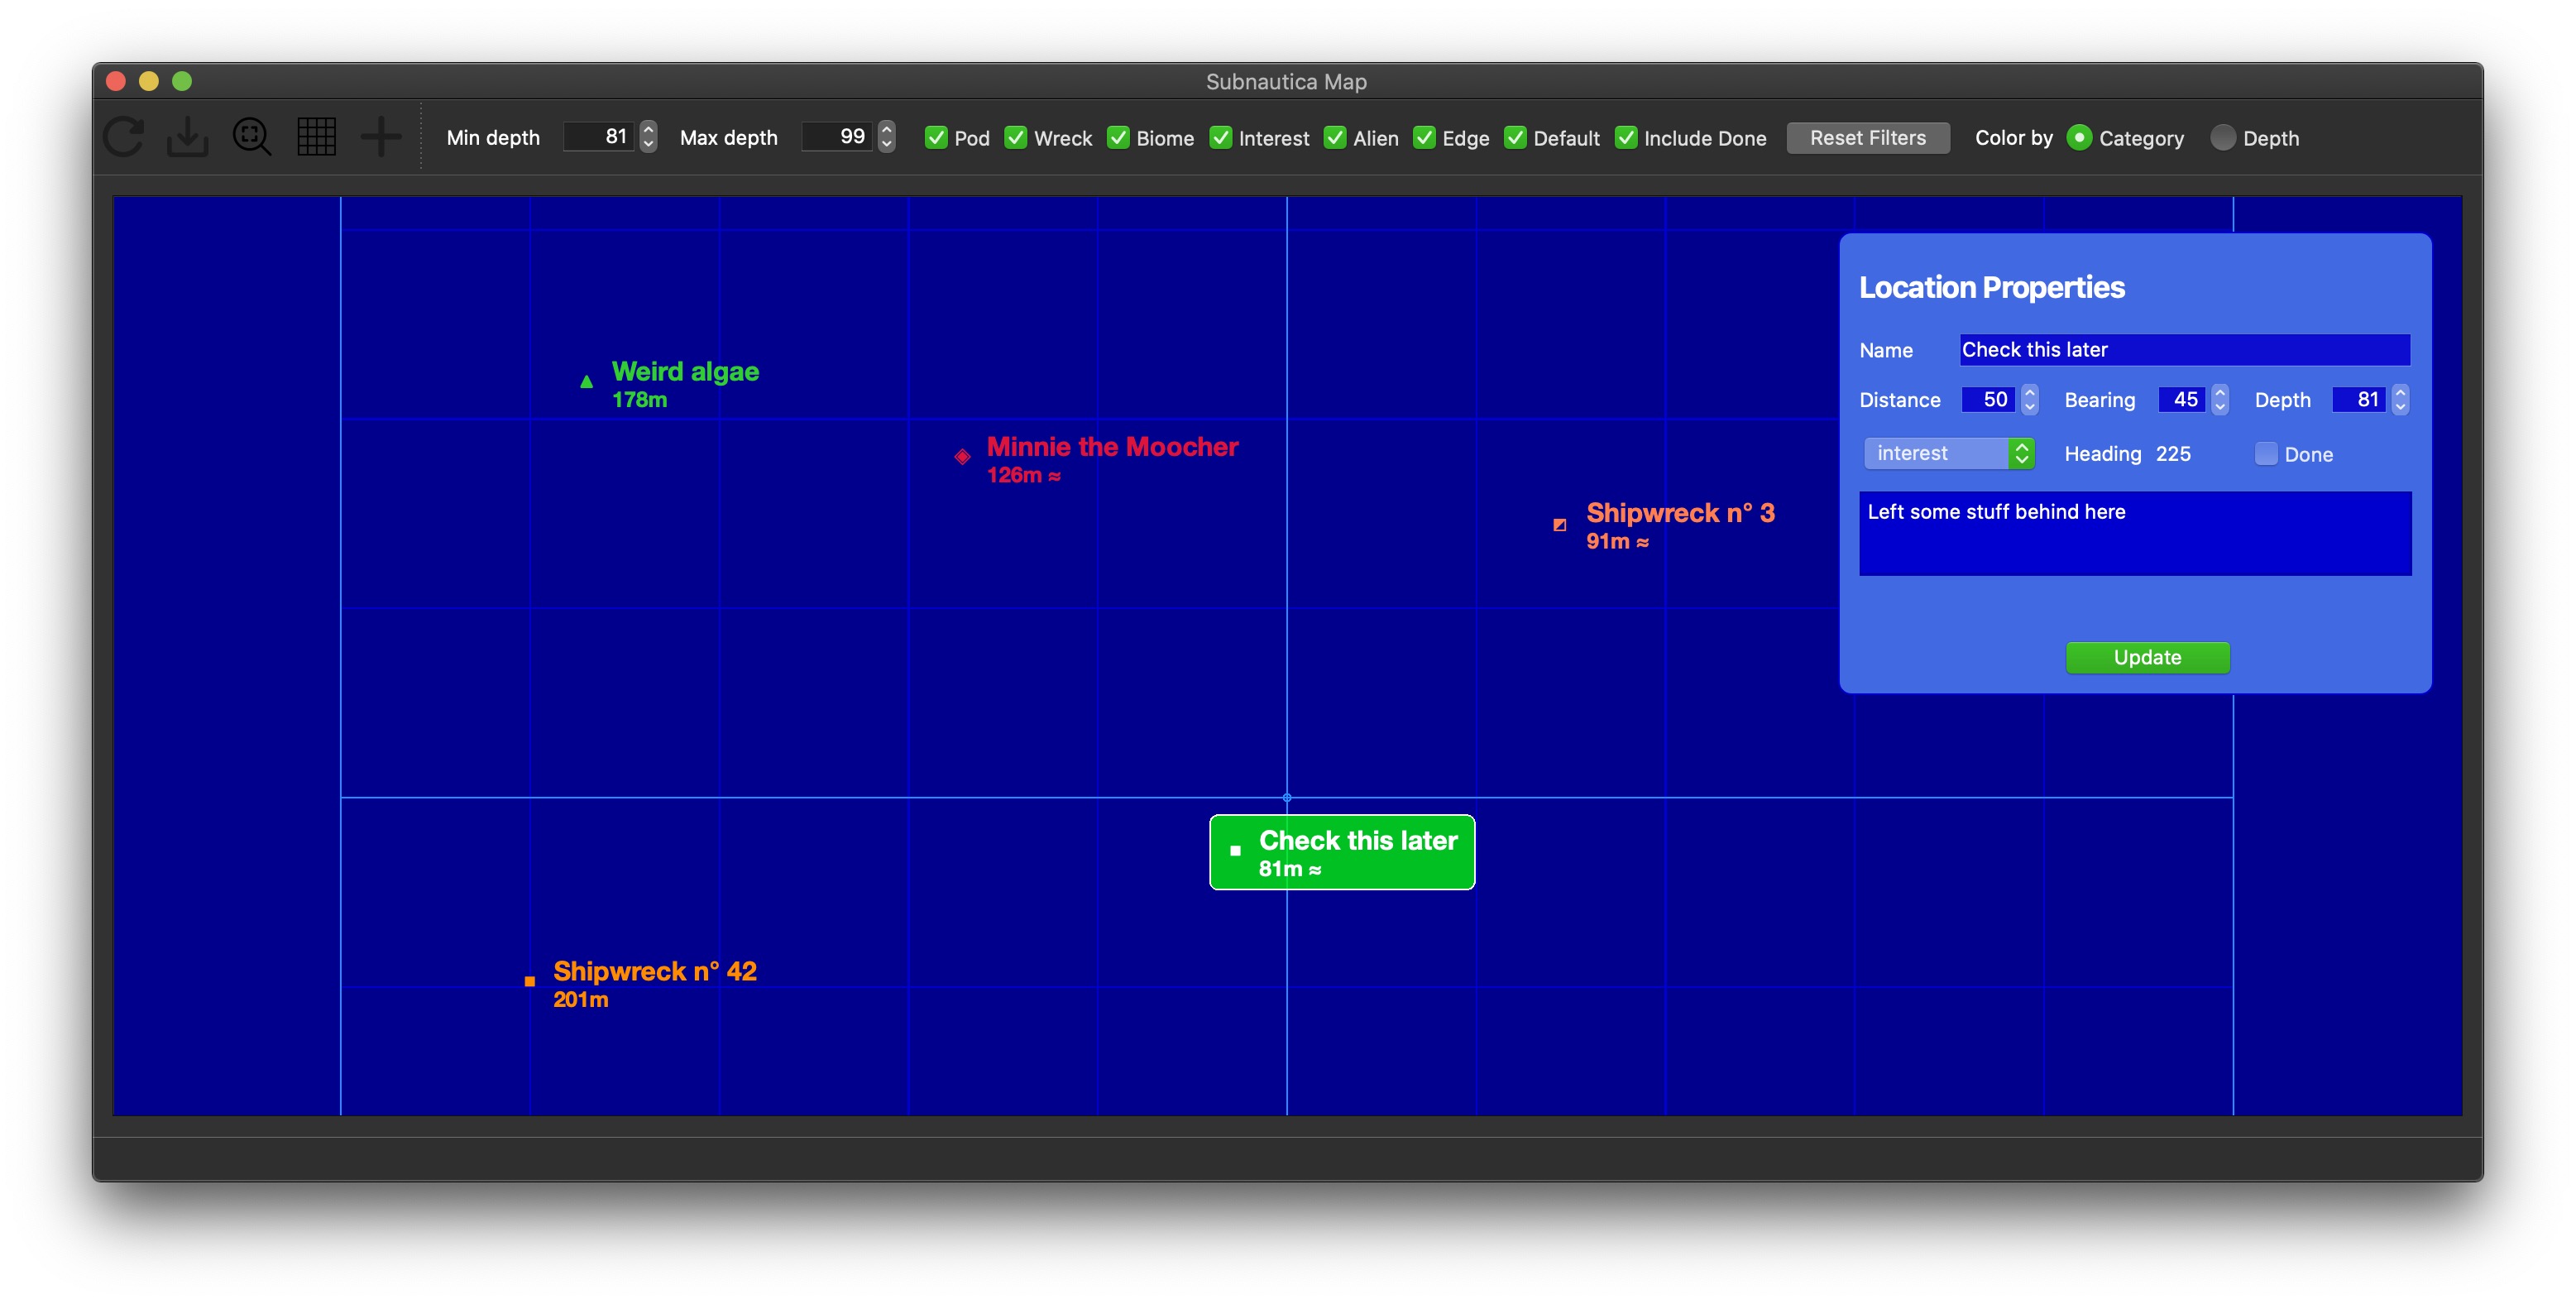 Subnautica Map
Min depth 81 Max depth 99 Pod Wreck Biome Interest Alien Edge Default Include Done Reset Filters Color by Category Depth
Location Properties
Name Check this later
Distance 50 Bearing 45 Depth 81
interest Heading 225 Done
Left some stuff behind here
Update
Weird algae
178m
Minnie the Moocher
126m ≈
Shipwreck n° 3
91m ≈
Check this later
81m ≈
Shipwreck n° 42
201m